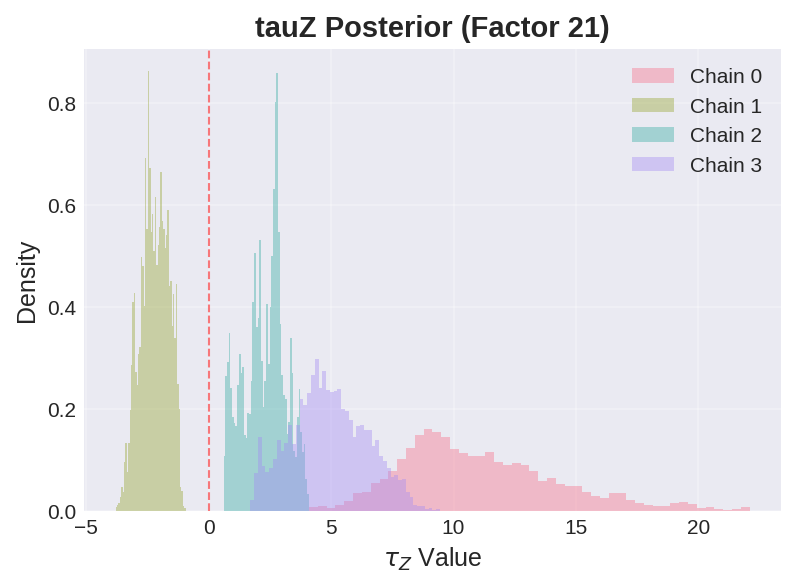 tauZ Posterior (Factor 21)
Chain 0
Chain 1
Chain 2
Chain 3
Density
0.8
0.6
0.4
0.2
0.0
−5
0
5
10
15
20
τ_Z Value